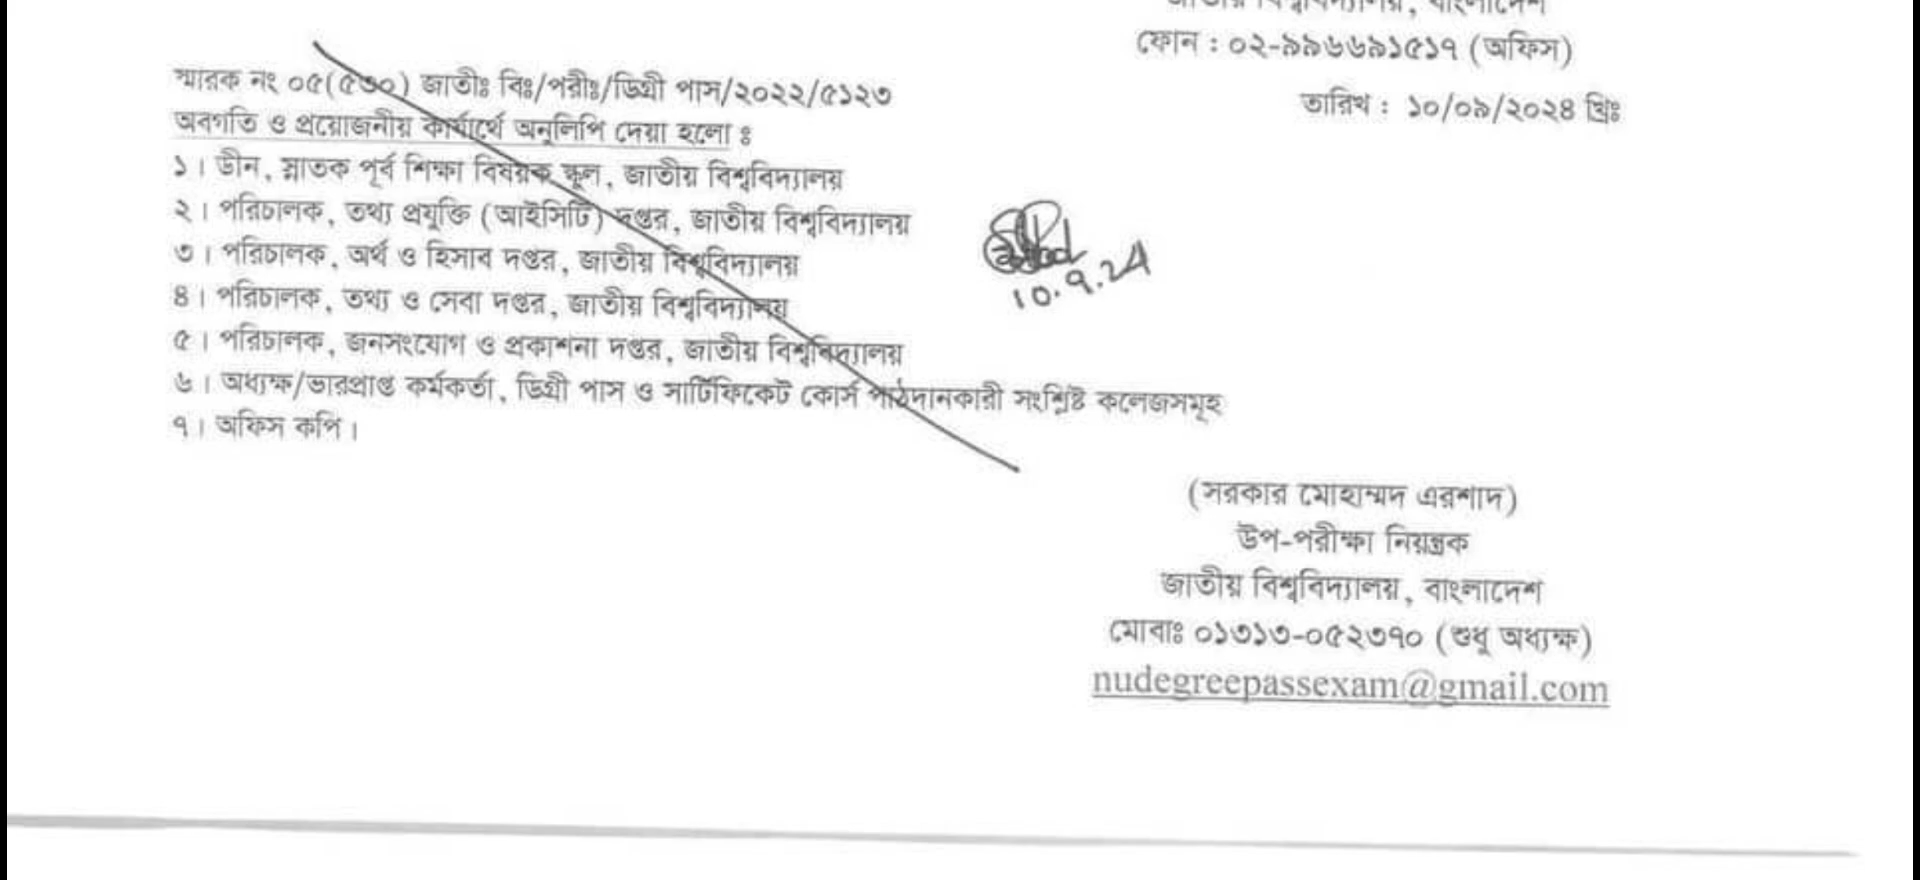 জাতীয় বিশ্ববিদ্যালয়, বাংলাদেশ
ফোন : ০২-৯৯৬৬৯১৫১৭ (অফিস)
স্মারক নং ০৫(৫৩০) জাতীঃ বিঃ/পরীঃ/ডিগ্রী পাস/২০২২/৫১২৩
তারিখ : ১০/০৯/২০২৪ খ্রিঃ
অবগতি ও প্রয়োজনীয় কার্যার্থে অনুলিপি দেয়া হলো ঃ
১। ডীন, স্নাতক পূর্ব শিক্ষা বিষয়ক স্কুল, জাতীয় বিশ্ববিদ্যালয়
২। পরিচালক, তথ্য প্রযুক্তি (আইসিটি) দপ্তর, জাতীয় বিশ্ববিদ্যালয়
৩। পরিচালক, অর্থ ও হিসাব দপ্তর, জাতীয় বিশ্ববিদ্যালয়
৪। পরিচালক, তথ্য ও সেবা দপ্তর, জাতীয় বিশ্ববিদ্যালয়
৫। পরিচালক, জনসংযোগ ও প্রকাশনা দপ্তর, জাতীয় বিশ্ববিদ্যালয়
৬। অধ্যক্ষ/ভারপ্রাপ্ত কর্মকর্তা, ডিগ্রী পাস ও সার্টিফিকেট কোর্স পাঠদানকারী সংশ্লিষ্ট কলেজসমূহ
৭। অফিস কপি।
10.9.24
(সরকার মোহাম্মদ এরশাদ)
উপ-পরীক্ষা নিয়ন্ত্রক
জাতীয় বিশ্ববিদ্যালয়, বাংলাদেশ
মোবাঃ ০১৩১৩-০৫২৩৭০ (শুধু অধ্যক্ষ)
nudegreepassexam@gmail.com